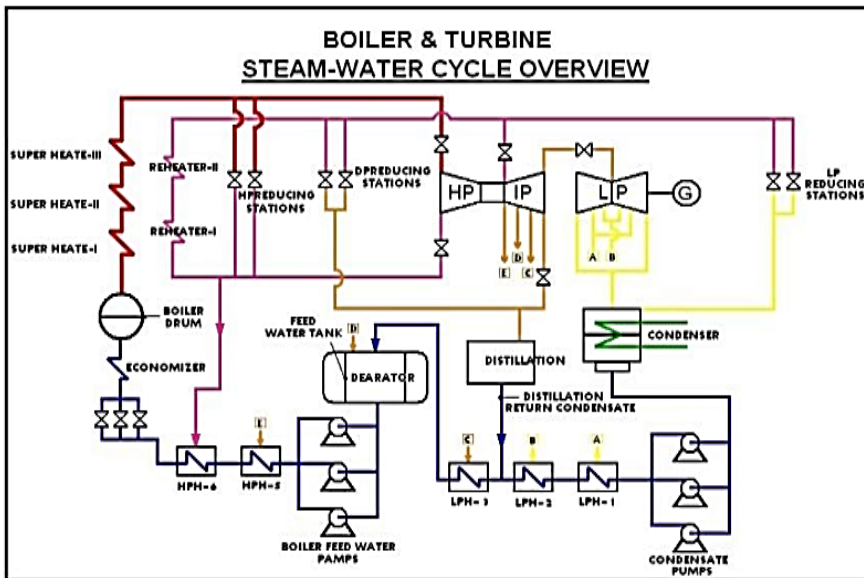 BOILER & TURBINE
STEAM-WATER CYCLE OVERVIEW
SUPER HEATE-III
SUPER HEATE-II
SUPER HEATE-I
REHEATER-II
REHEATER-I
HPREDUCING
STATIONS
DPREDUCING
STATIONS
HP
IP
LP
G
LP
REDUCING
STATIONS
E
D
C
A
B
BOILER
DRUM
ECONOMIZER
FEED
WATER TANK
D
DEARATOR
DISTILLATION
DISTILLATION
RETURN CONDENSATE
CONDENSER
E
C
B
A
HPH-6
HPH-5
LPH-3
LPH-2
LPH-1
BOILER FEED WATER
PAMPS
CONDENSATE
PUMPS